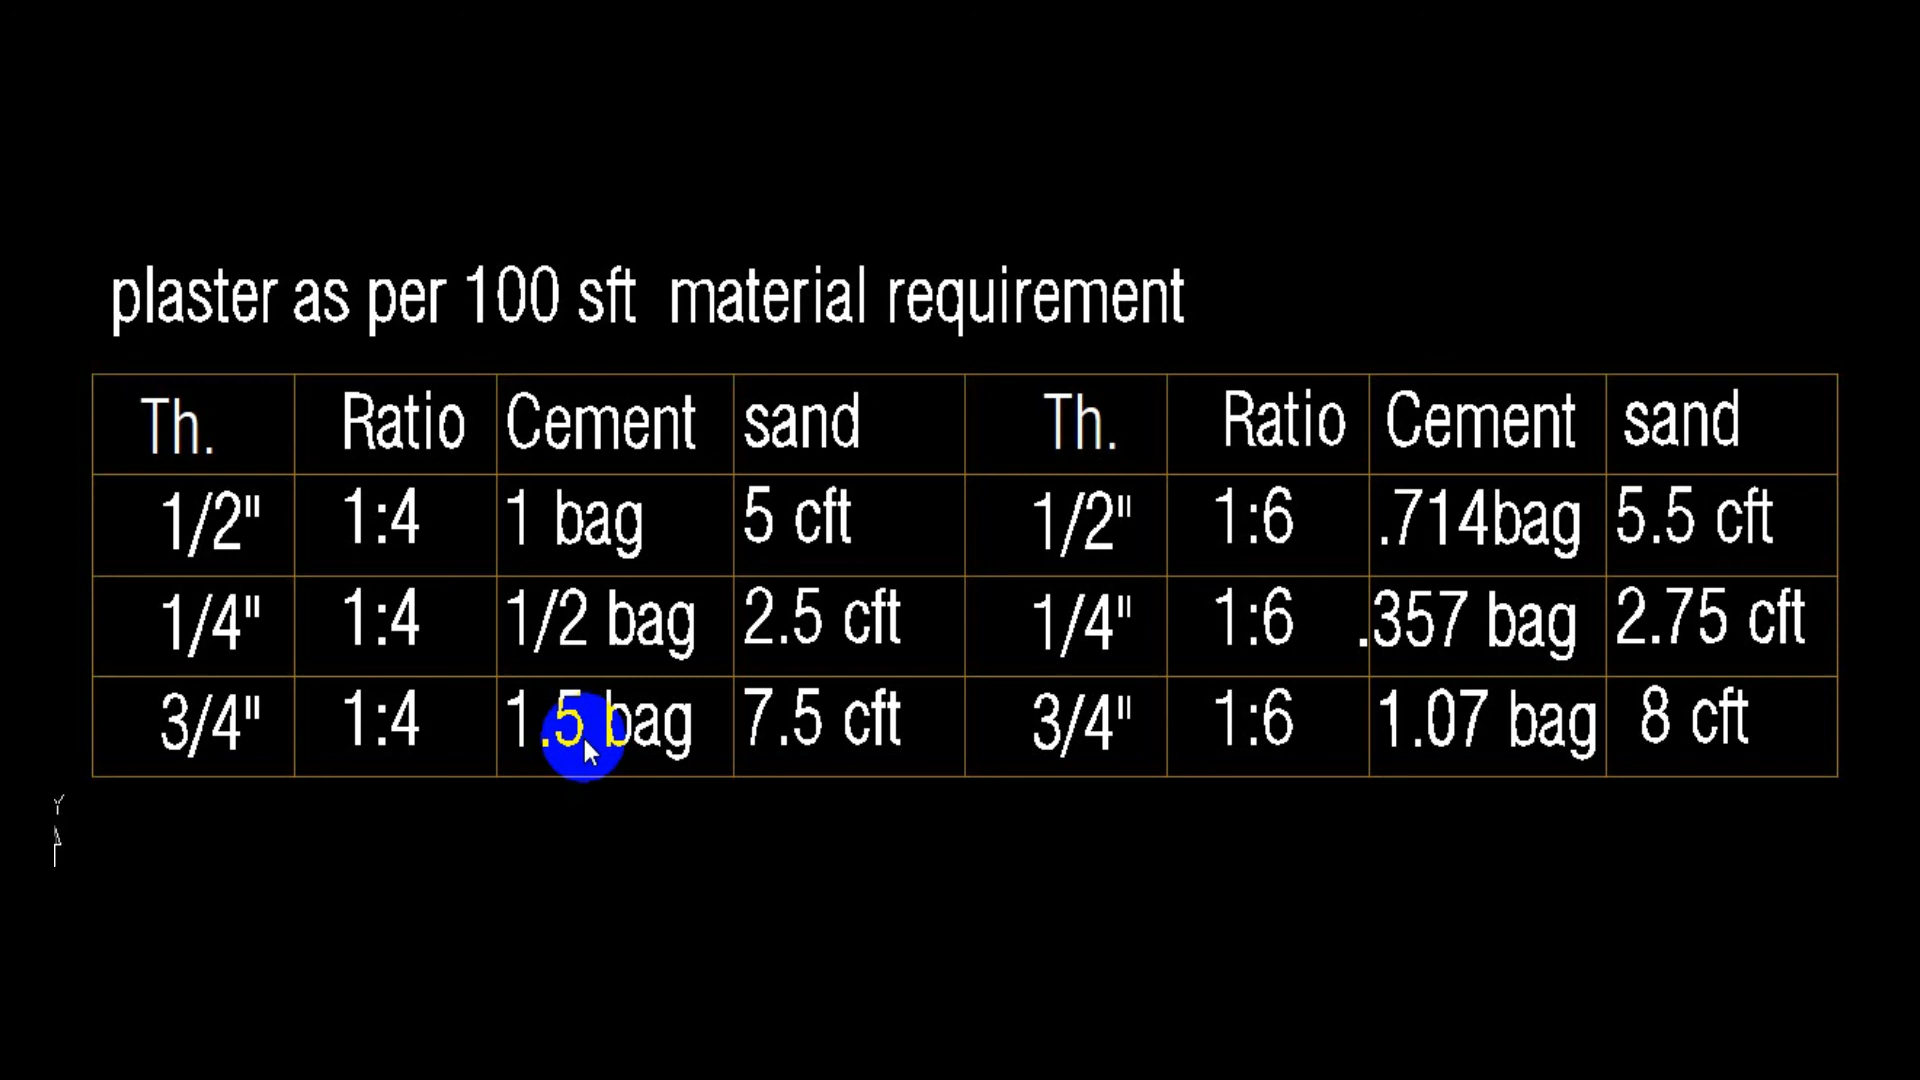 plaster as per 100 sft material requirement
Th. Ratio Cement sand Th. Ratio Cement sand
1/2" 1:4 1 bag 5 cft 1/2" 1:6 .714bag 5.5 cft
1/4" 1:4 1/2 bag 2.5 cft 1/4" 1:6 .357 bag 2.75 cft
3/4" 1:4 1.5 bag 7.5 cft 3/4" 1:6 1.07 bag 8 cft
Y